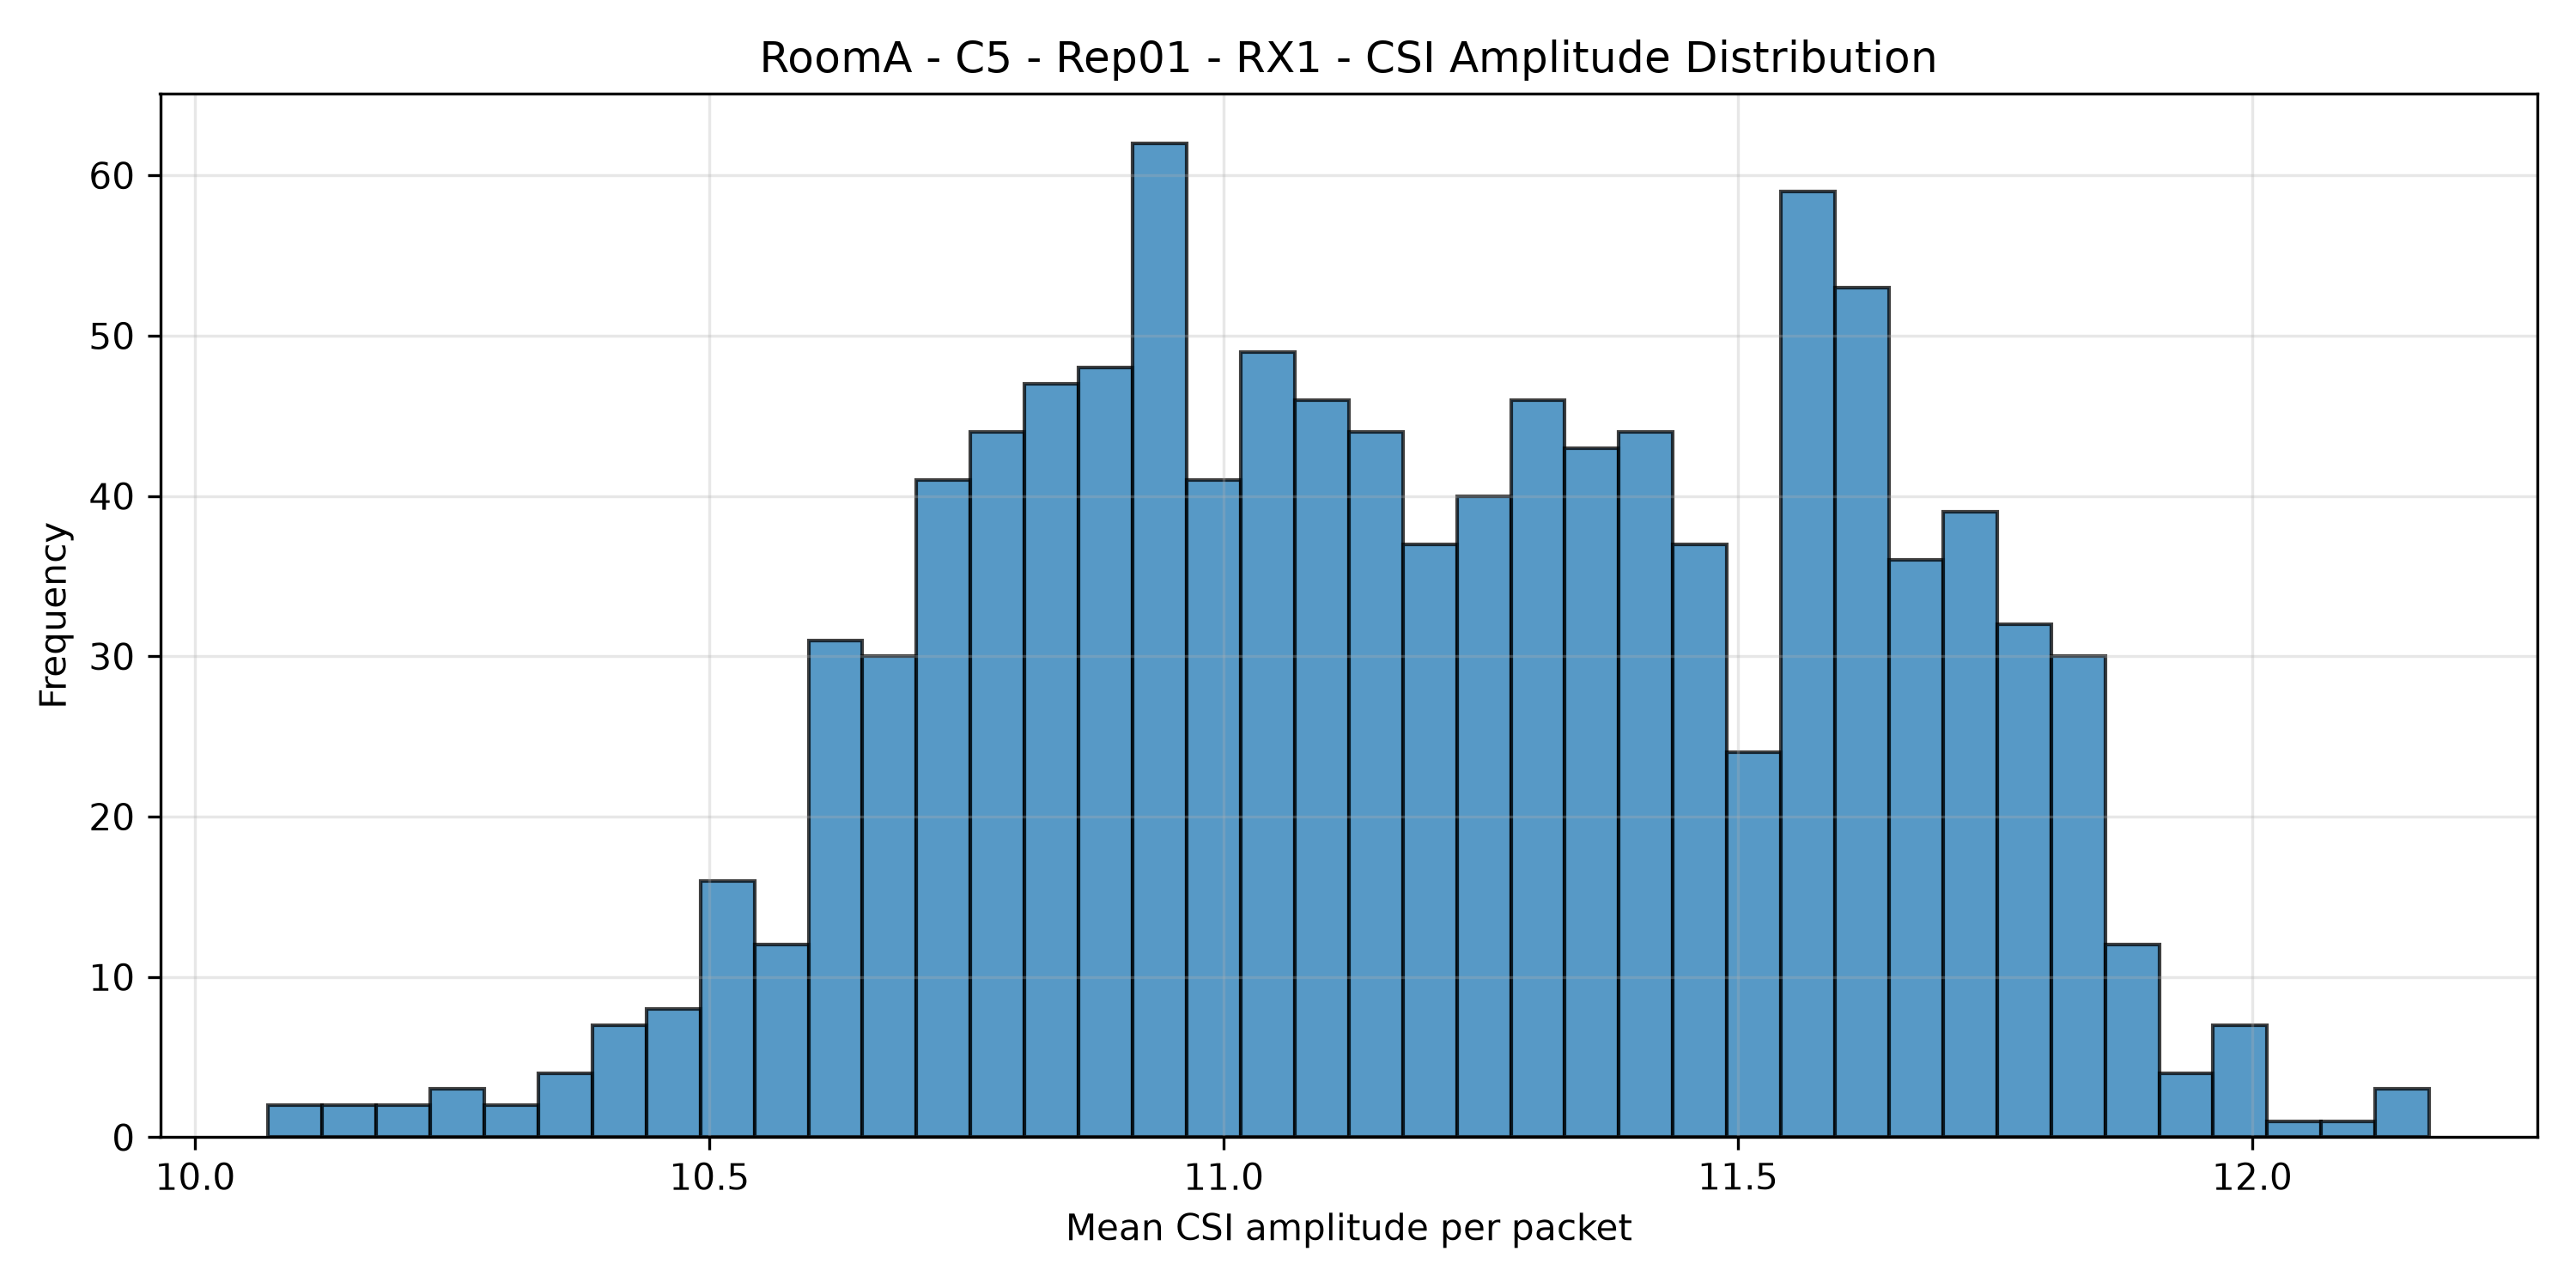 RoomA - C5 - Rep01 - RX1 - CSI Amplitude Distribution
60
50
40
30
20
10
0
Frequency
10.0 10.5 11.0 11.5 12.0
Mean CSI amplitude per packet